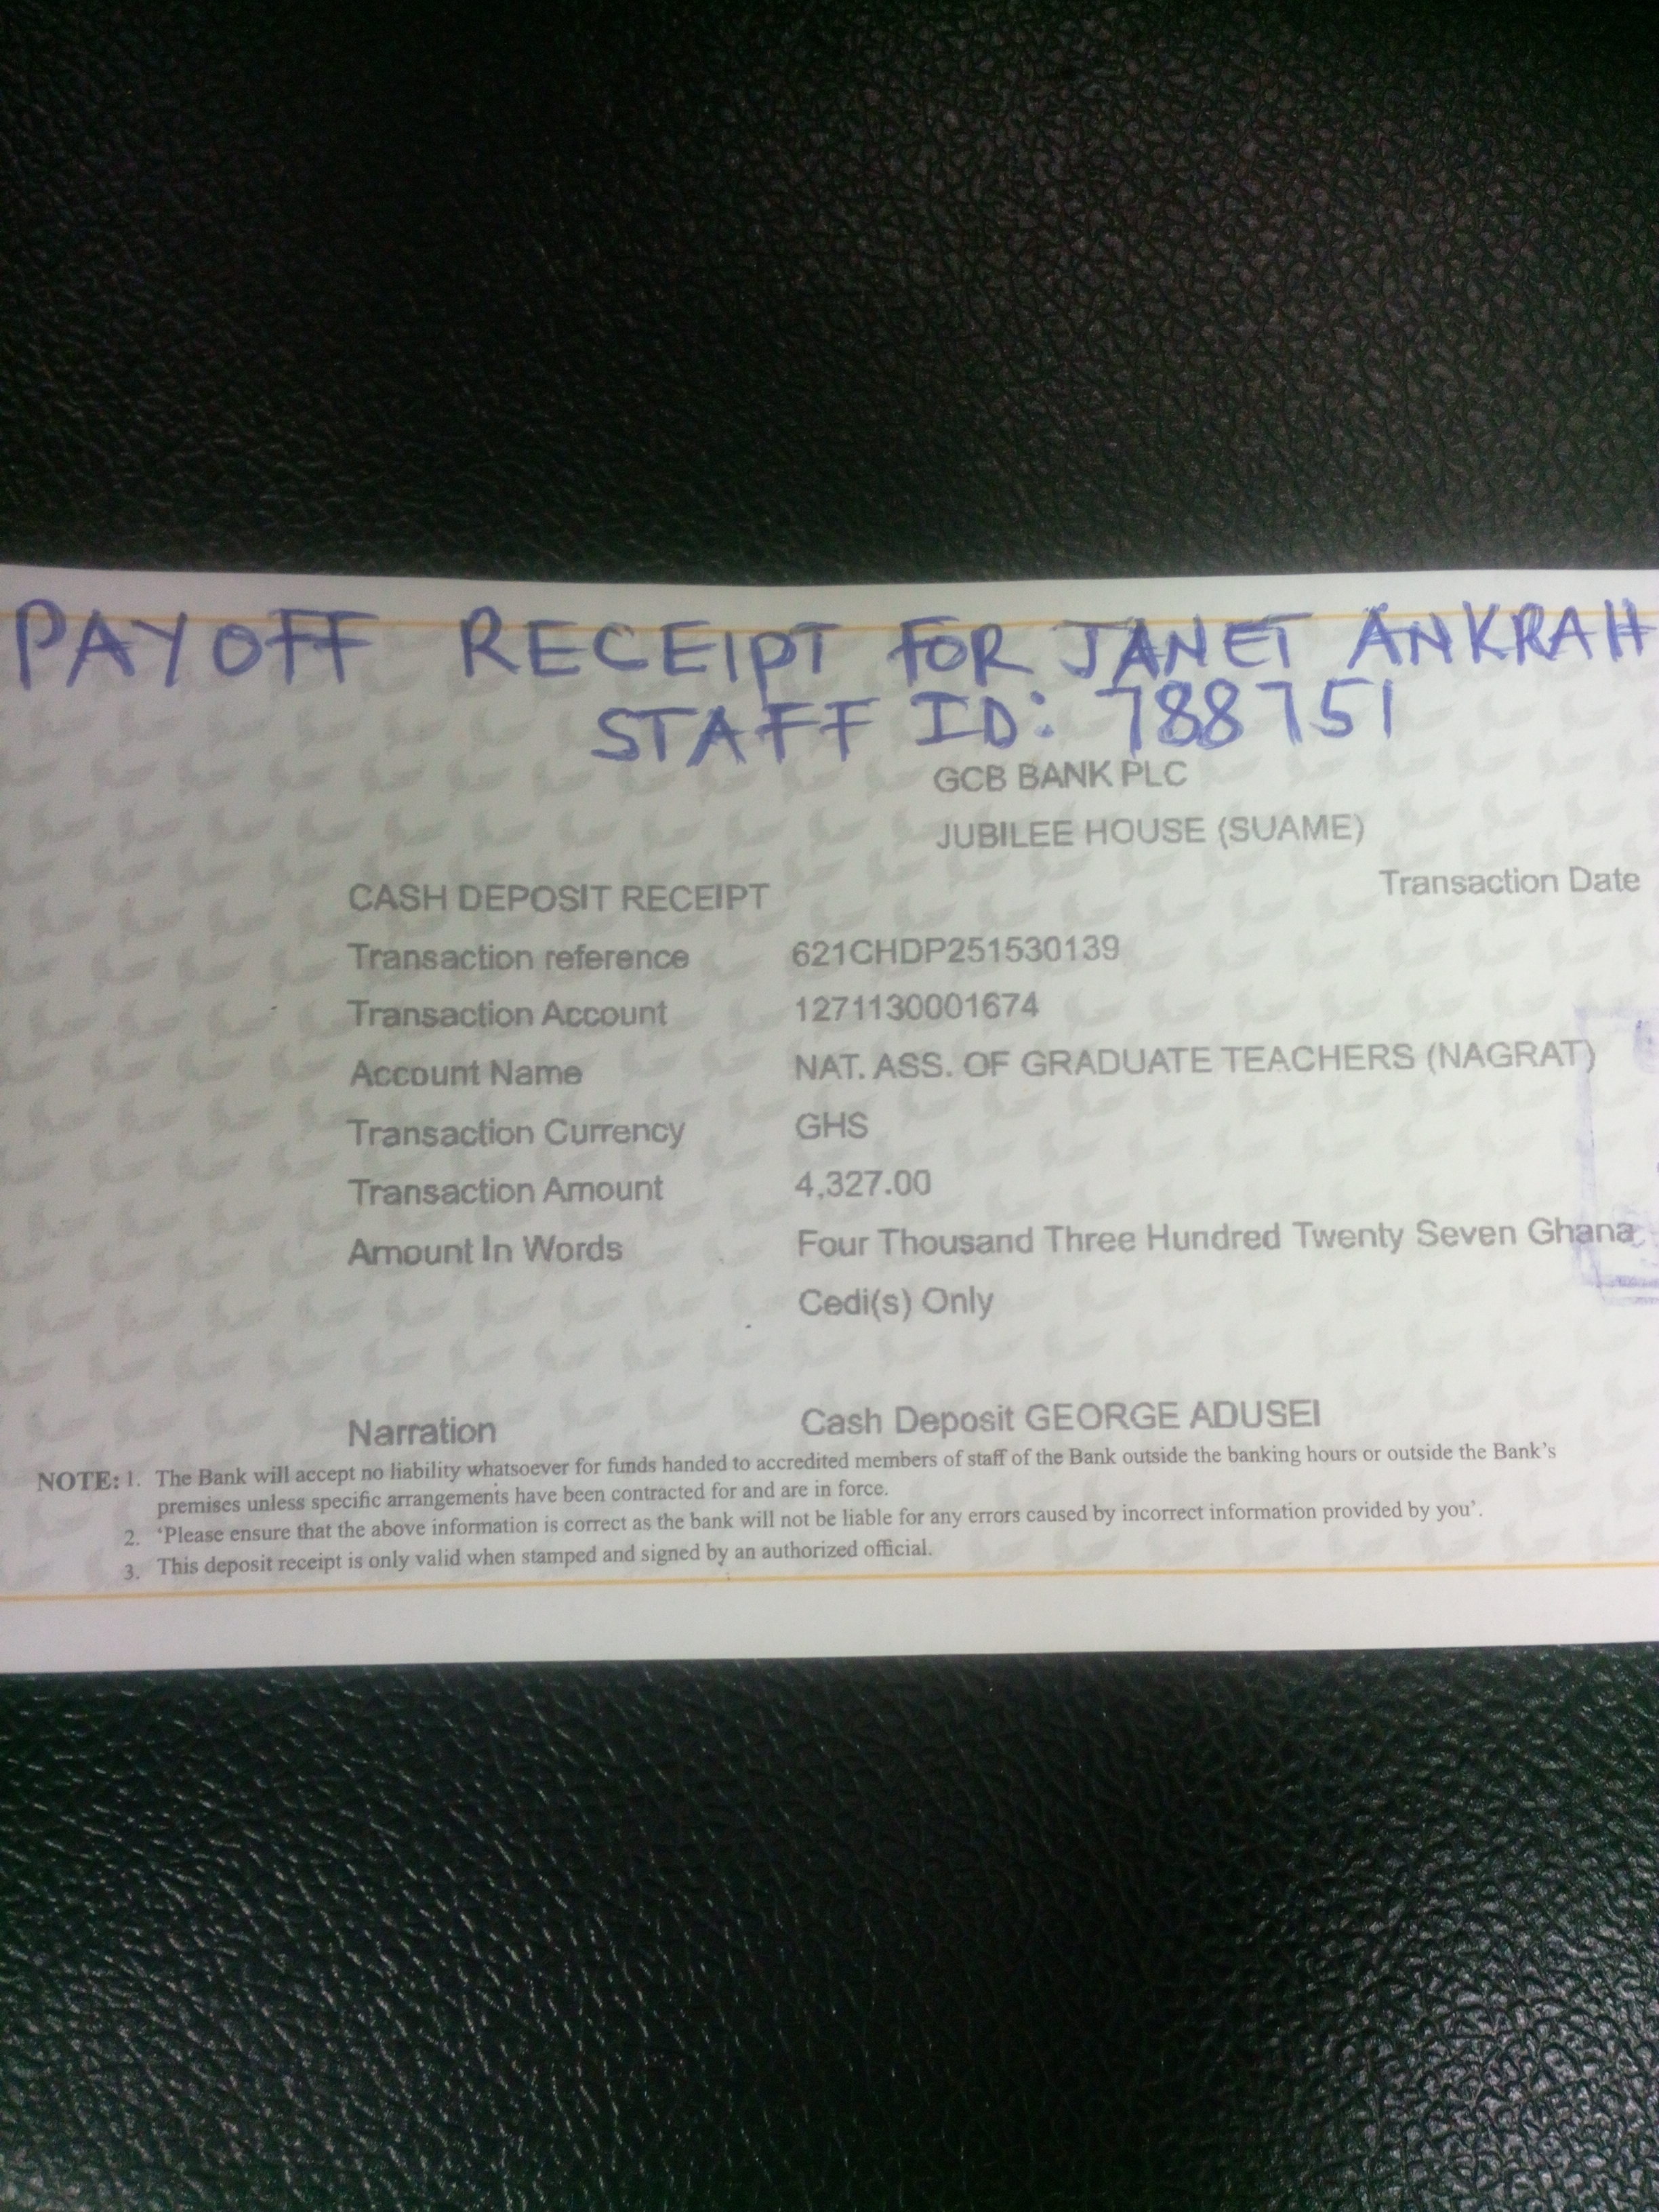 PAYOFF RECEIPT FOR JANET ANKRAH
STAFF ID: 788751
GCB BANK PLC
JUBILEE HOUSE (SUAME)
Transaction Date
CASH DEPOSIT RECEIPT
Transaction reference 621CHDP251530139
Transaction Account 1271130001674
Account Name NAT. ASS. OF GRADUATE TEACHERS (NAGRAT)
Transaction Currency GHS
Transaction Amount 4,327.00
Amount In Words Four Thousand Three Hundred Twenty Seven Ghana
Cedi(s) Only
Narration Cash Deposit GEORGE ADUSEI
NOTE: 1. The Bank will accept no liability whatsoever for funds handed to accredited members of staff of the Bank outside the banking hours or outside the Bank's
premises unless specific arrangements have been contracted for and are in force.
2. 'Please ensure that the above information is correct as the bank will not be liable for any errors caused by incorrect information provided by you'.
3. This deposit receipt is only valid when stamped and signed by an authorized official.